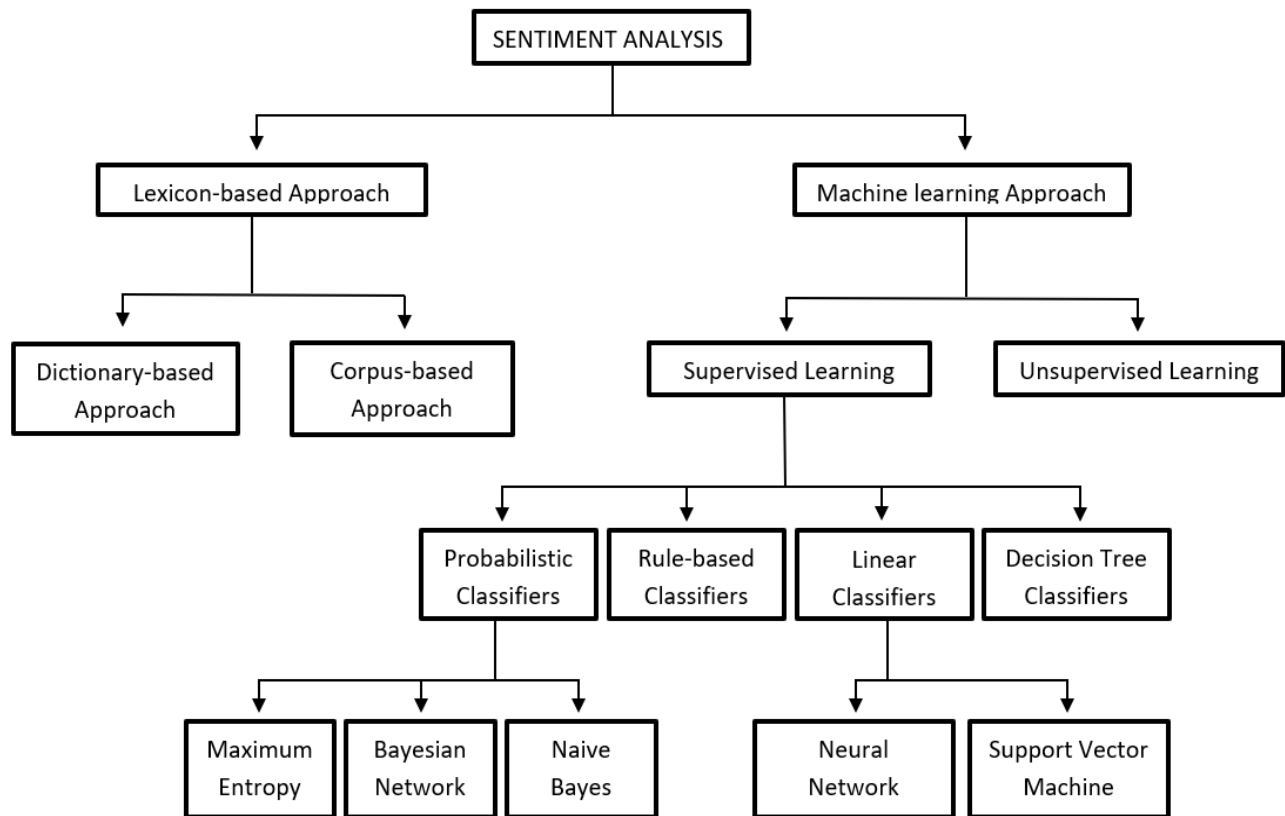 SENTIMENT ANALYSIS
Lexicon-based Approach
Machine learning Approach
Dictionary-based
Approach
Corpus-based
Approach
Supervised Learning
Unsupervised Learning
Probabilistic
Classifiers
Rule-based
Classifiers
Linear
Classifiers
Decision Tree
Classifiers
Maximum
Entropy
Bayesian
Network
Naive
Bayes
Neural
Network
Support Vector
Machine